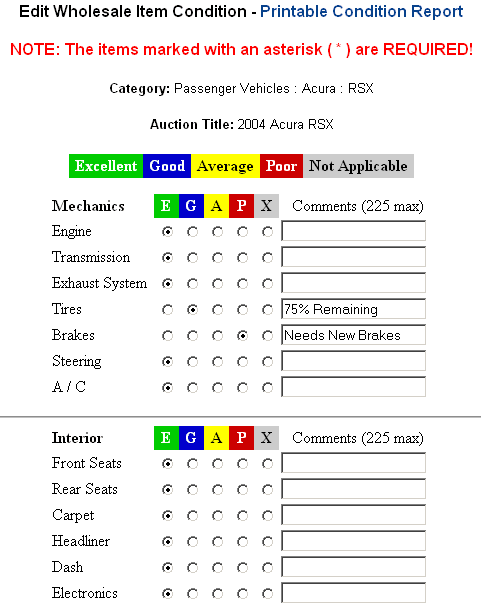 Edit Wholesale Item Condition - Printable Condition Report
NOTE: The items marked with an asterisk ( * ) are REQUIRED!
Category: Passenger Vehicles : Acura : RSX
Auction Title: 2004 Acura RSX
Excellent Good Average Poor Not Applicable
Mechanics E G A P X Comments (225 max)
Engine
Transmission
Exhaust System
Tires 75% Remaining
Brakes Needs New Brakes
Steering
A / C
Interior E G A P X Comments (225 max)
Front Seats
Rear Seats
Carpet
Headliner
Dash
Electronics